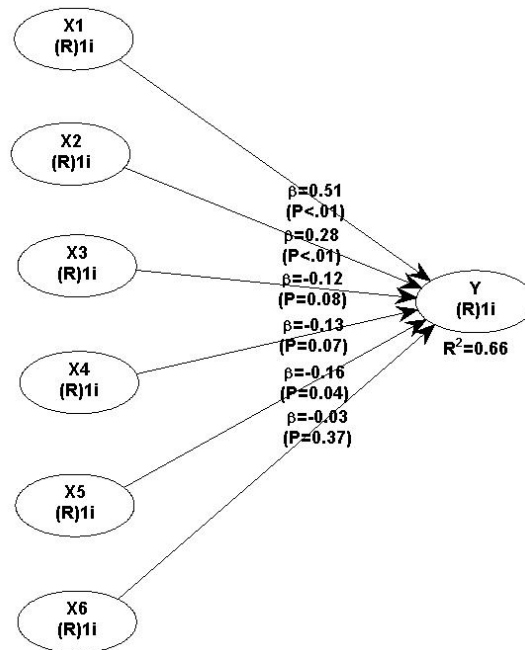 X1
(R)1i
X2
(R)1i
β=0.51
(P<.01)
β=0.28
(P<.01)
X3
(R)1i
β=-0.12
(P=0.08)
Y
(R)1i
R²=0.66
X4
(R)1i
β=-0.13
(P=0.07)
β=-0.16
(P=0.04)
β=-0.03
(P=0.37)
X5
(R)1i
X6
(R)1i